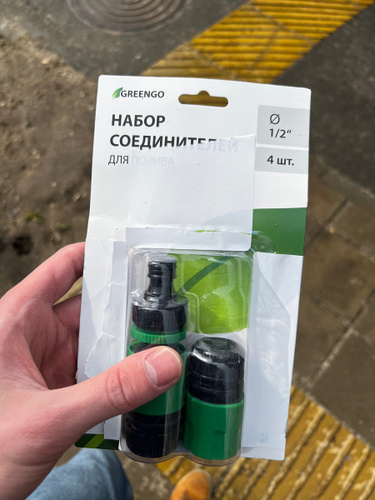 GREENGO
НАБОР
СОЕДИНИТЕЛЕЙ
ДЛЯ ПОЛИВА
Ø
1/2"
4 шт.